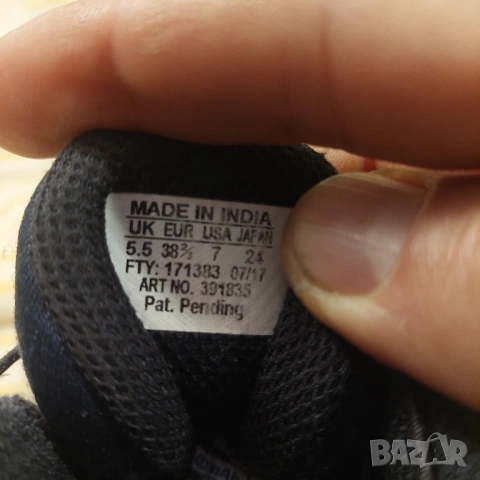 MADE IN INDIA
UK EUR USA JAPAN
5.5 38⅔ 7 24
FTY: 171383 07/17
ART NO. 391835
Pat. Pending
BAZAR